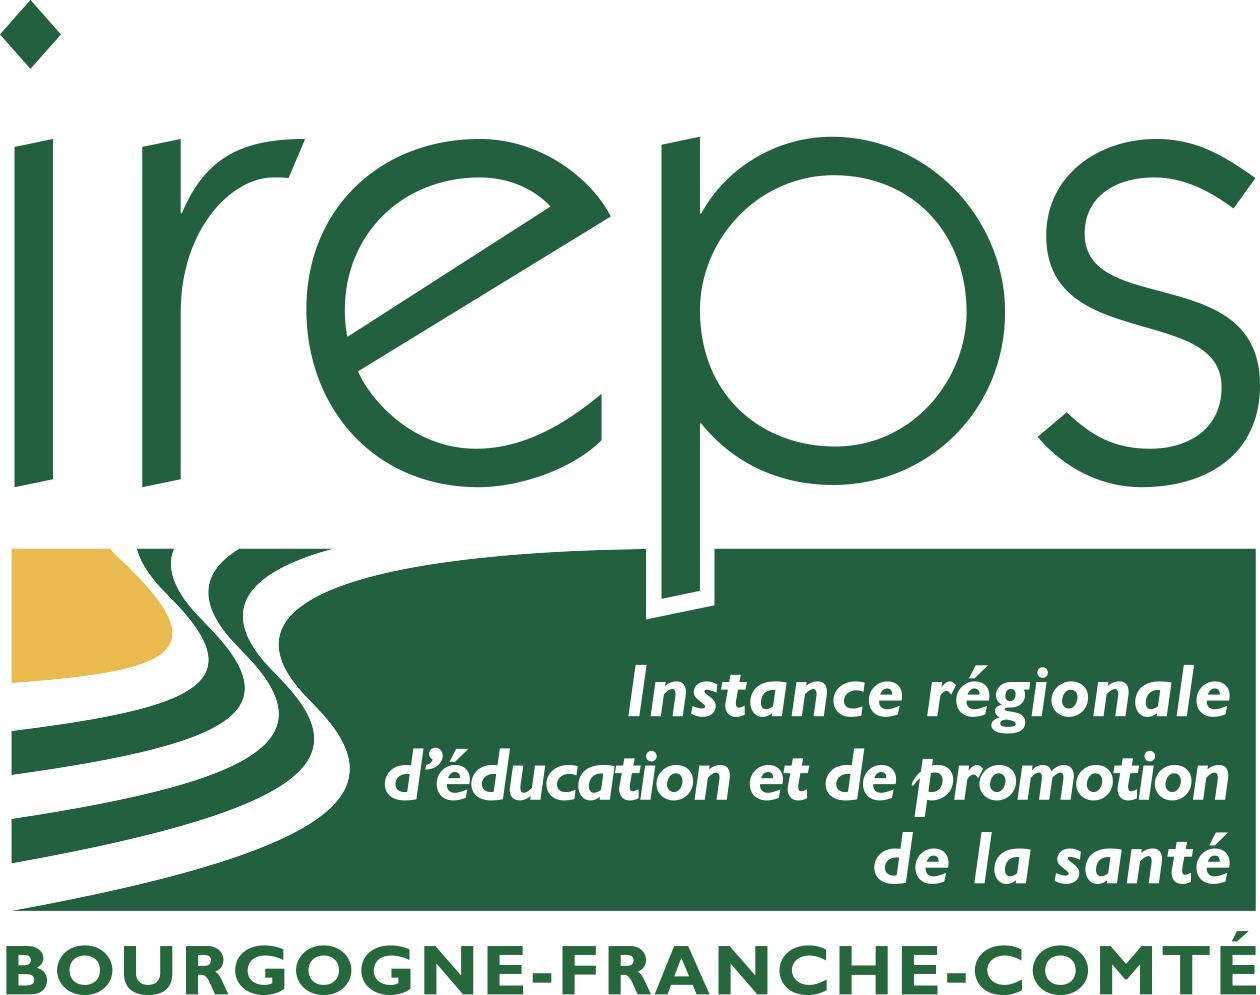 ireps
Instance régionale
d’éducation et de promotion
de la santé
BOURGOGNE-FRANCHE-COMTÉ